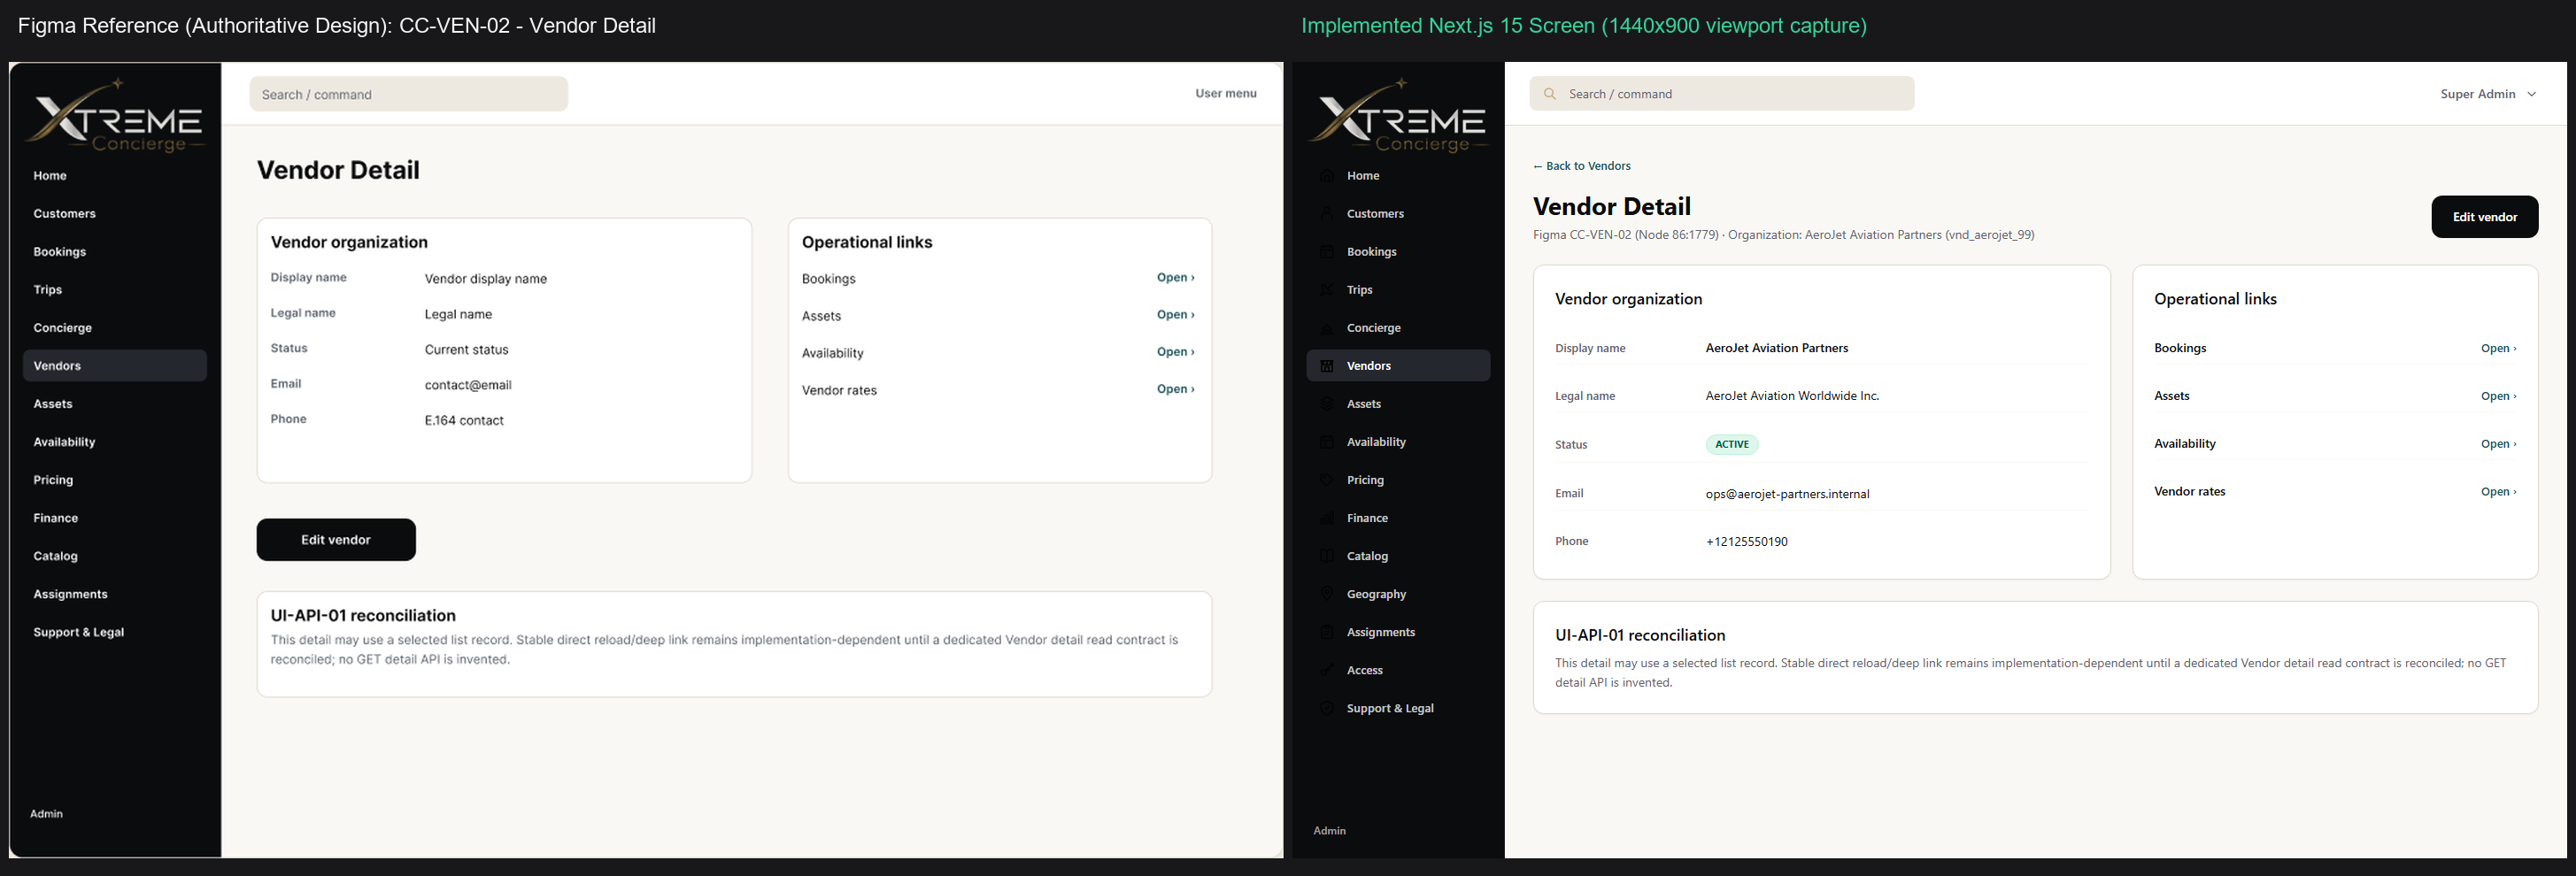 Figma Reference (Authoritative Design): CC-VEN-02 - Vendor Detail
XTREME
Concierge
Home
Customers
Bookings
Trips
Concierge
Vendors
Assets
Availability
Pricing
Finance
Catalog
Assignments
Support & Legal
Admin
Search / command
User menu
Vendor Detail
Vendor organization
Display name Vendor display name
Legal name Legal name
Status Current status
Email contact@email
Phone E.164 contact
Operational links
Bookings Open ›
Assets Open ›
Availability Open ›
Vendor rates Open ›
Edit vendor
UI-API-01 reconciliation
This detail may use a selected list record. Stable direct reload/deep link remains implementation-dependent until a dedicated Vendor detail read contract is
reconciled; no GET detail API is invented.
Implemented Next.js 15 Screen (1440x900 viewport capture)
XTREME
Concierge
Home
Customers
Bookings
Trips
Concierge
Vendors
Assets
Availability
Pricing
Finance
Catalog
Geography
Assignments
Access
Support & Legal
Admin
Search / command
Super Admin
← Back to Vendors
Vendor Detail
Figma CC-VEN-02 (Node 86:1779) · Organization: AeroJet Aviation Partners (vnd_aerojet_99)
Edit vendor
Vendor organization
Display name AeroJet Aviation Partners
Legal name AeroJet Aviation Worldwide Inc.
Status ACTIVE
Email ops@aerojet-partners.internal
Phone +12125550190
Operational links
Bookings Open ›
Assets Open ›
Availability Open ›
Vendor rates Open ›
UI-API-01 reconciliation
This detail may use a selected list record. Stable direct reload/deep link remains implementation-dependent until a dedicated Vendor detail read contract is reconciled; no GET
detail API is invented.